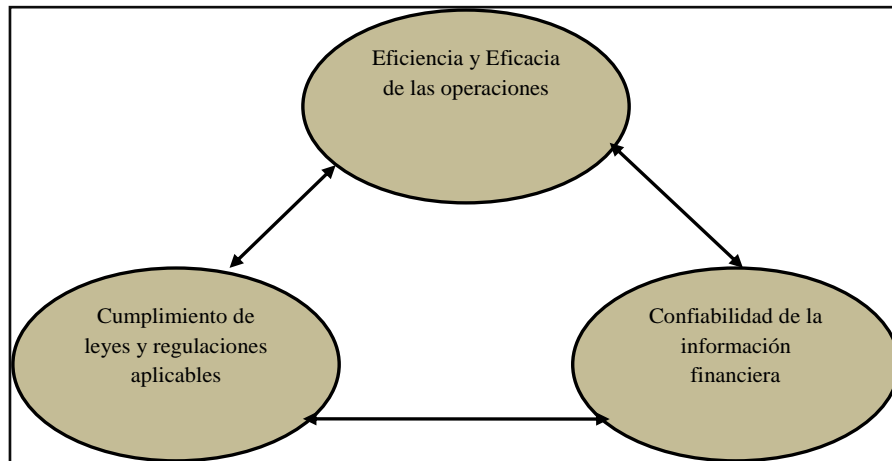 Eficiencia y Eficacia
de las operaciones
Cumplimiento de
leyes y regulaciones
aplicables
Confiabilidad de la
información
financiera